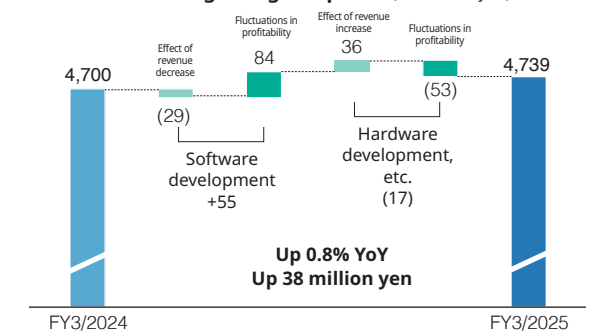 Effect of
revenue
decrease
Fluctuations in
profitability
Effect of revenue
increase
Fluctuations in
profitability
4,700
(29)
84
36
(53)
4,739
Software
development
+55
Hardware
development,
etc.
(17)
Up 0.8% YoY
Up 38 million yen
FY3/2024
FY3/2025